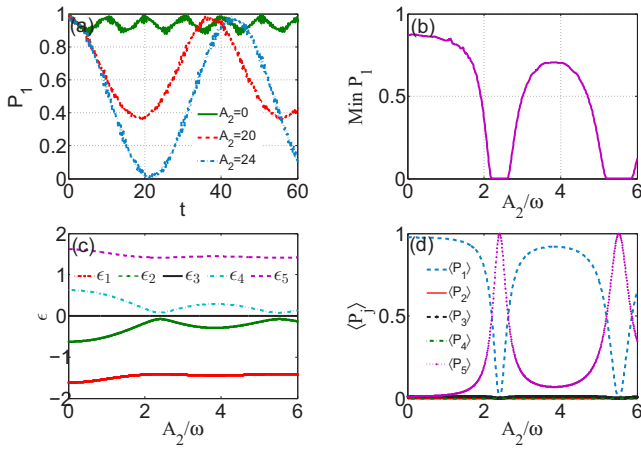 (a)
1
0.8
0.6
0.4
0.2
0
P₁
A₂=0
A₂=20
A₂=24
0 20 40 60
t
(b)
1
0.5
0
Min P₁
0 2 4 6
A₂/ω
(c)
2
1
0
−1
−2
ϵ
ϵ₁ ϵ₂ ϵ₃ ϵ₄ ϵ₅
0 2 4 6
A₂/ω
(d)
1
0.5
0
⟨Pⱼ⟩
⟨P₁⟩
⟨P₂⟩
⟨P₃⟩
⟨P₄⟩
⟨P₅⟩
0 2 4 6
A₂/ω